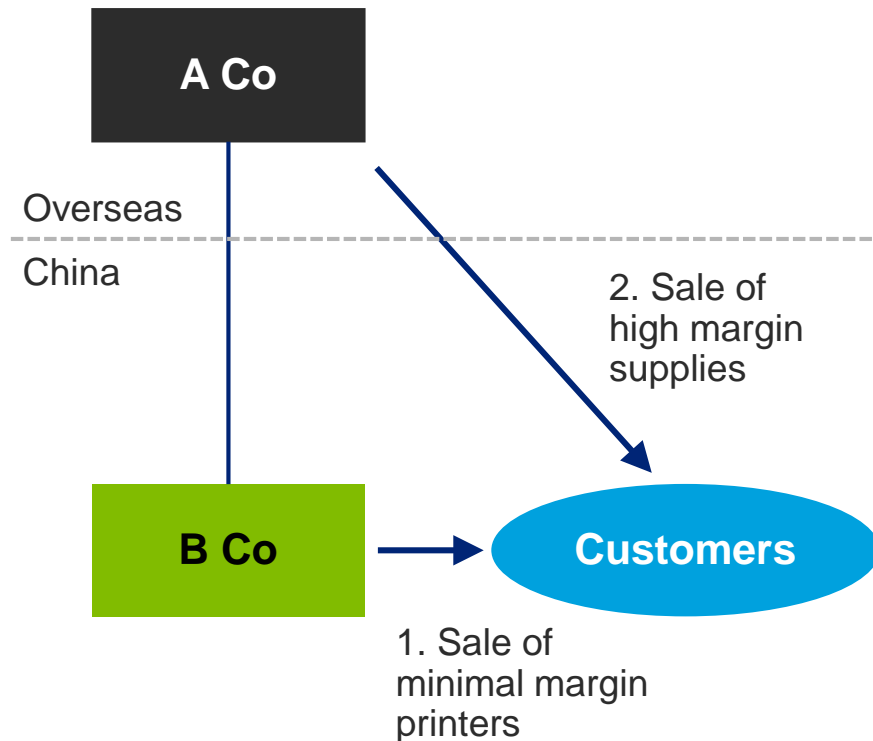 A Co
Overseas
China
2. Sale of
high margin
supplies
B Co
Customers
1. Sale of
minimal margin
printers